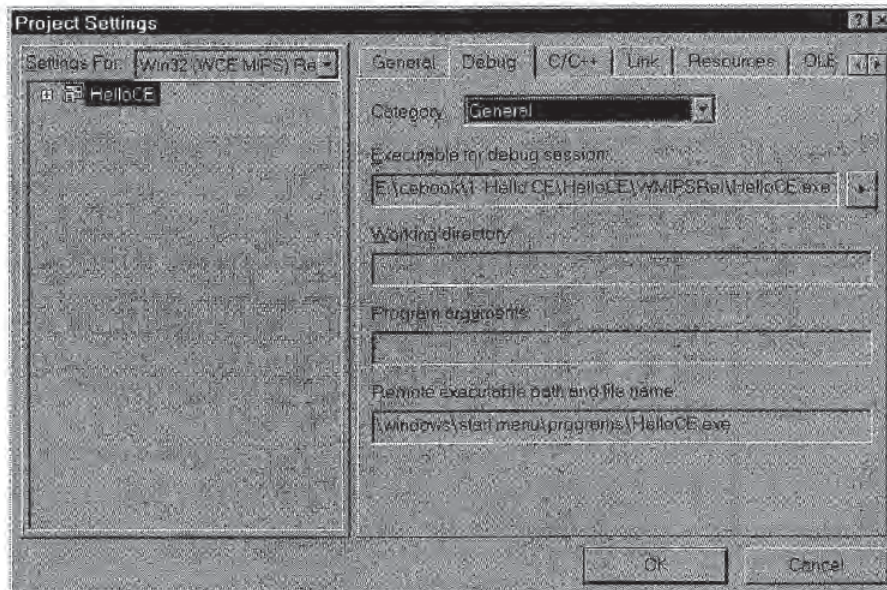 Project Settings
Settings For: Win32 (WCE MIPS) Re
HelloCE
General Debug C/C++ Link Resources OLE
Category: General
Executable for debug session:
E:\cebook\1 Hello CE\HelloCE\WMIPSRel\HelloCE.exe
Working directory:
Program arguments:
Remote executable path and file name:
\windows\start menu\programs\HelloCE.exe
OK Cancel